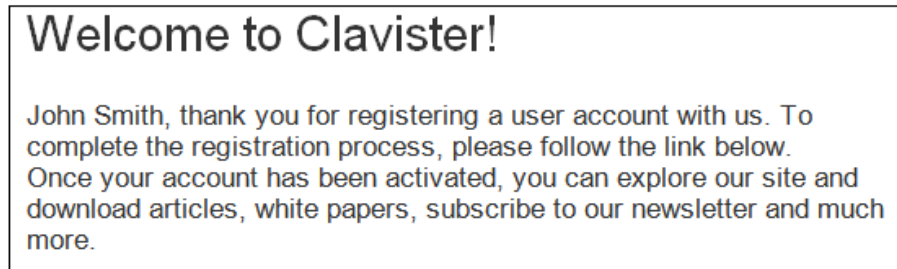 Welcome to Clavister!
John Smith, thank you for registering a user account with us. To
complete the registration process, please follow the link below.
Once your account has been activated, you can explore our site and
download articles, white papers, subscribe to our newsletter and much
more.